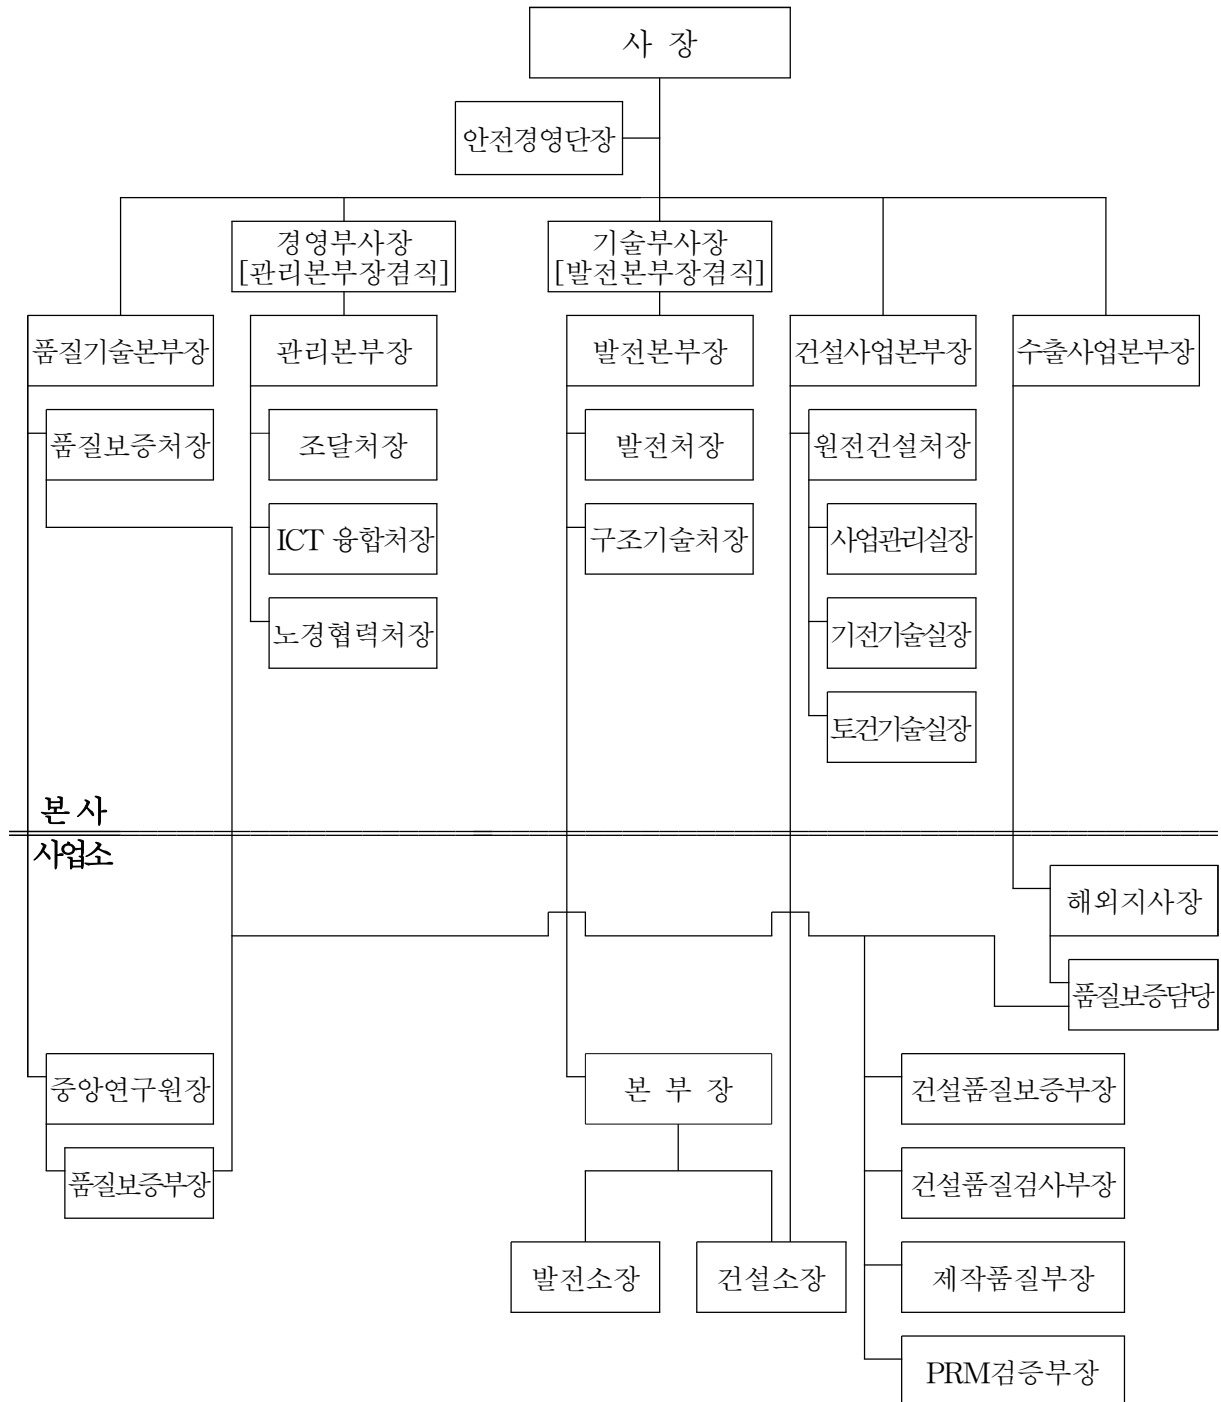 사 장
안전경영단장
경영부사장
[관리본부장겸직]
기술부사장
[발전본부장겸직]
품질기술본부장
관리본부장
발전본부장
건설사업본부장
수출사업본부장
품질보증처장
조달처장
발전처장
원전건설처장
ICT 융합처장
구조기술처장
사업관리실장
노경협력처장
기전기술실장
토건기술실장
본 사
사업소
해외지사장
품질보증담당
중앙연구원장
본 부 장
건설품질보증부장
품질보증부장
건설품질검사부장
발전소장
건설소장
제작품질부장
PRM검증부장